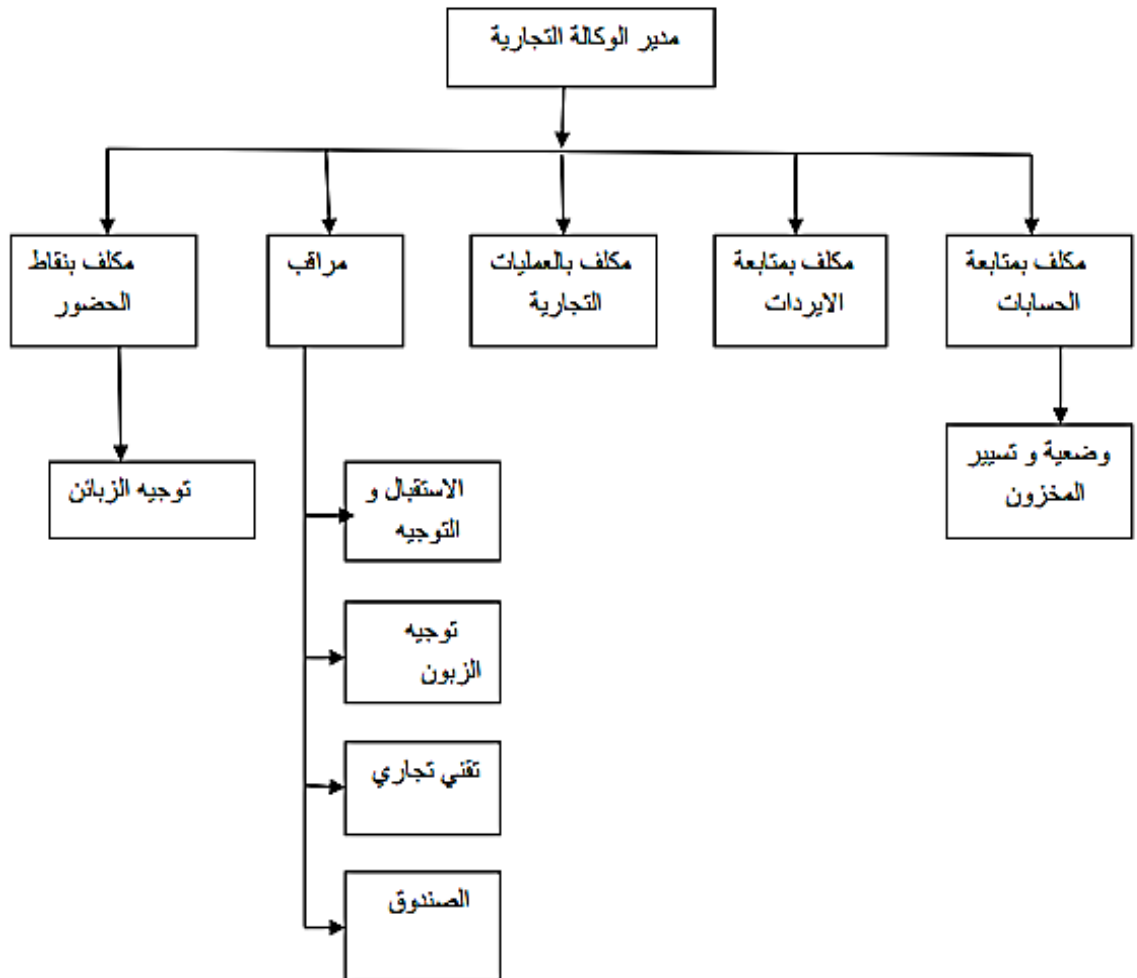 مدير الوكالة التجارية
مكلف بمتابعة
الحسابات
مكلف بمتابعة
الايردات
مكلف بالعمليات
التجارية
مراقب
مكلف بنقاط
الحضور
وضعية و تسيير
المخزون
توجيه الزبائن
الاستقبال و
التوجيه
توجيه
الزبون
تقني تجاري
الصندوق